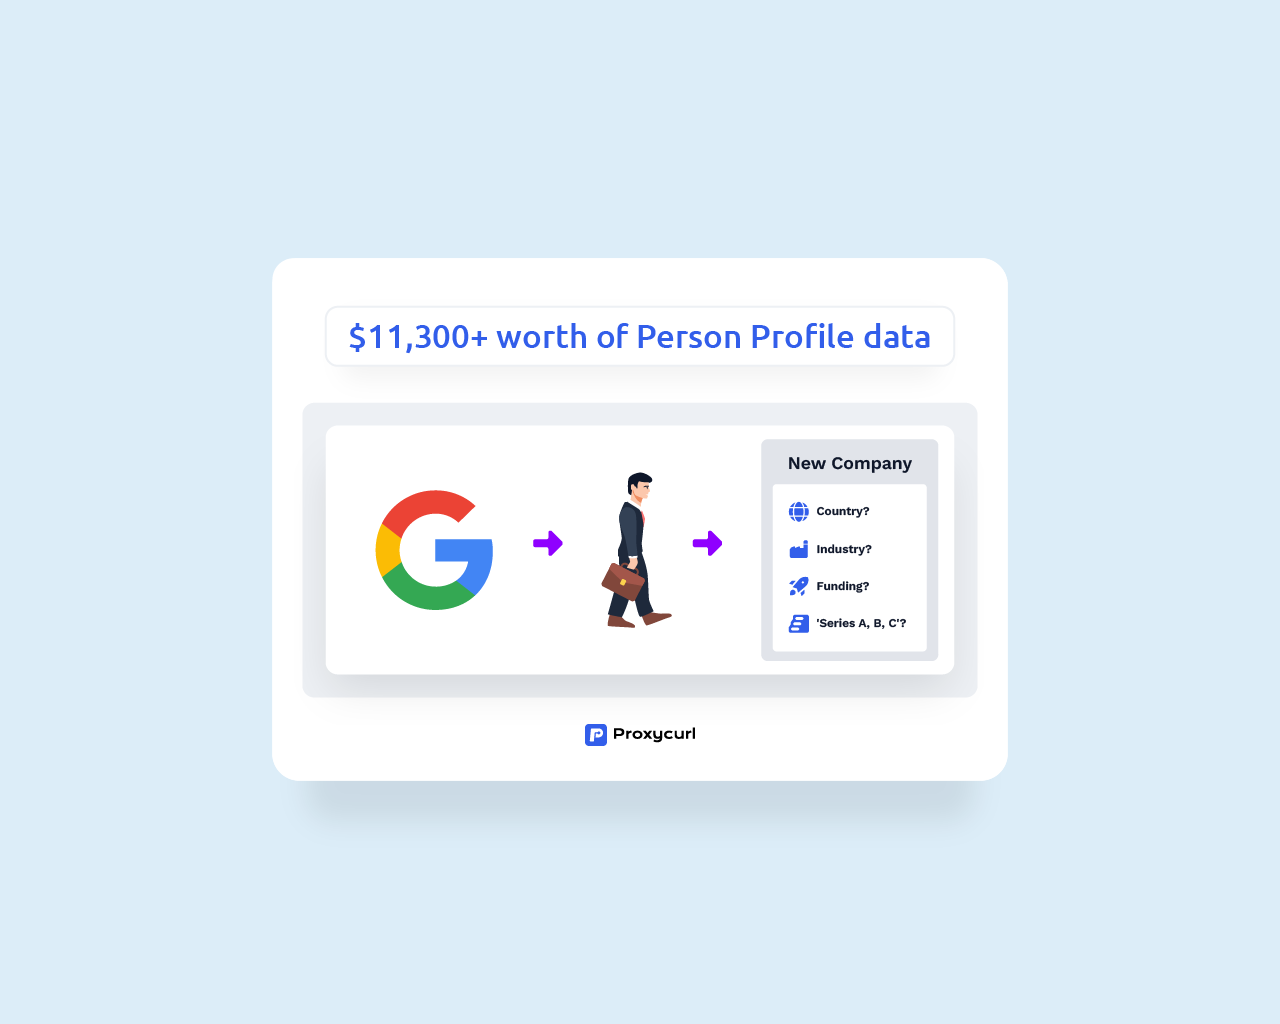 $11,300+ worth of Person Profile data
New Company
Country?
Industry?
Funding?
'Series A, B, C'?
Proxycurl